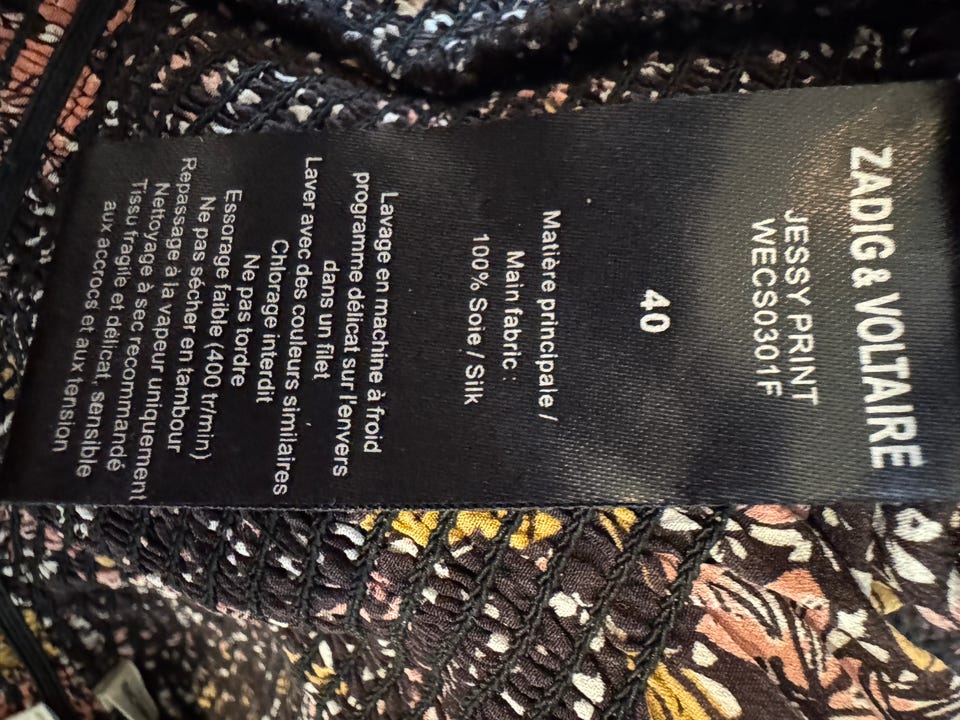 ZADIG & VOLTAIRE
JESSY PRINT
WECS0301F
40
Matière principale /
Main fabric :
100% Soie / Silk
Lavage en machine à froid
programme délicat sur l'envers
dans un filet
Laver avec des couleurs similaires
Chlorage interdit
Ne pas tordre
Essorage faible (400 tr/min)
Ne pas sécher en tambour
Repassage à la vapeur uniquement
Nettoyage à sec recommandé
Tissu fragile et délicat, sensible
aux accrocs et aux tension